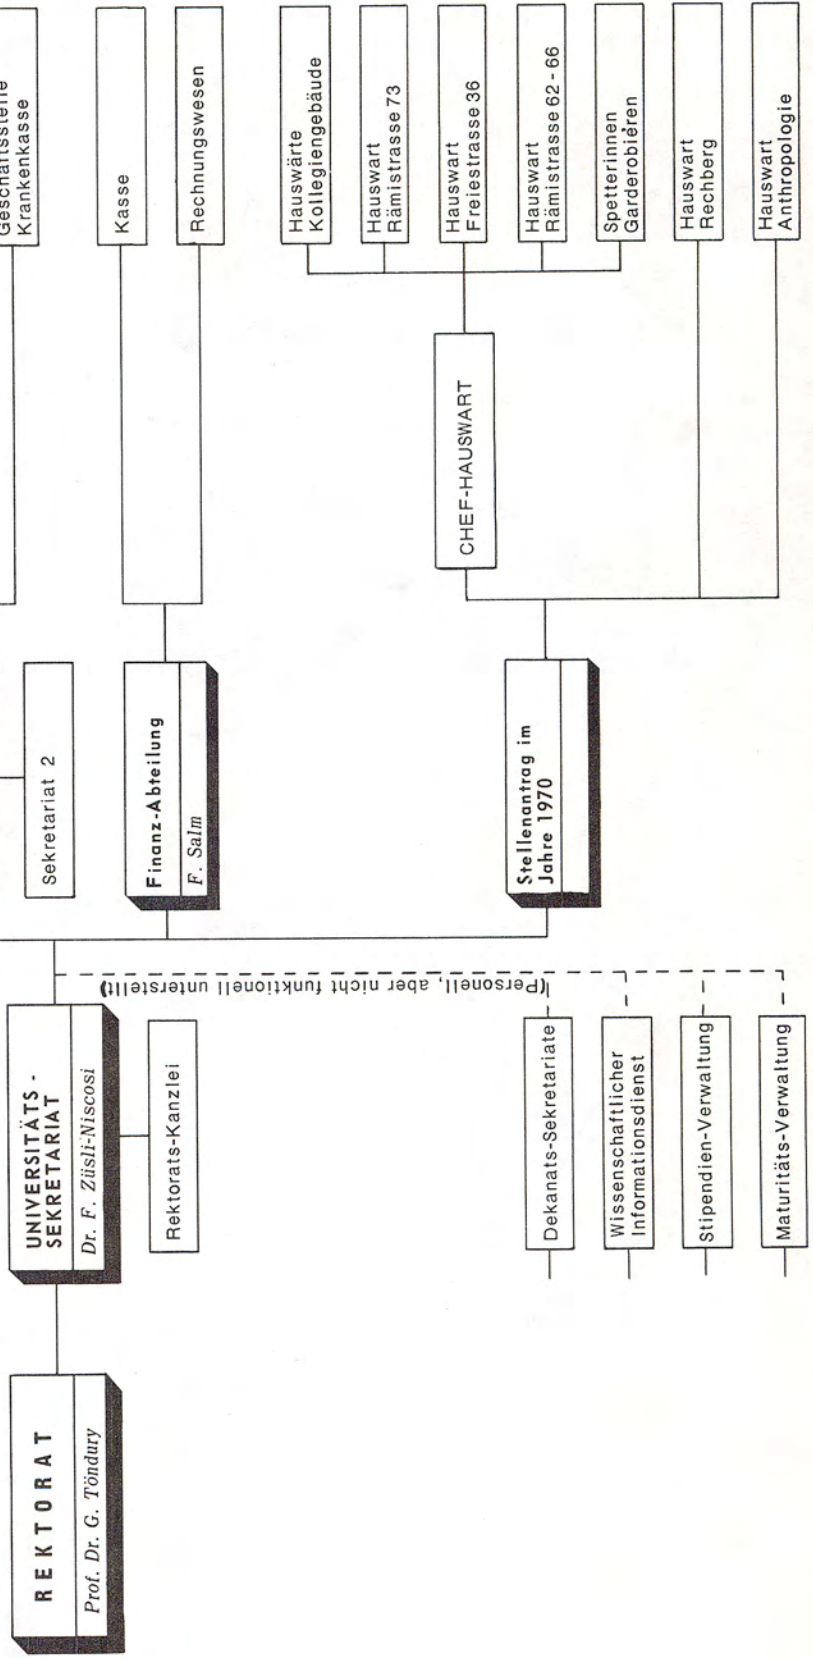 REKTORAT
Prof. Dr. G. Töndury
UNIVERSITÄTS-
SEKRETARIAT
Dr. F. Züsli-Niscosi
Rektorats-Kanzlei
(Personell, aber nicht funktionell unterstellt)
Dekanats-Sekretariate
Wissenschaftlicher
Informationsdienst
Stipendien-Verwaltung
Maturitäts-Verwaltung
Sekretariat 2
Finanz-Abteilung
F. Salm
Stellenantrag im
Jahre 1970
CHEF-HAUSWART
Geschäftsstelle
Krankenkasse
Kasse
Rechnungswesen
Hauswärte
Kollegiengebäude
Hauswart
Rämistrasse 73
Hauswart
Freiestrasse 36
Hauswart
Rämistrasse 62-66
Spetterinnen
Garderobièren
Hauswart
Rechberg
Hauswart
Anthropologie